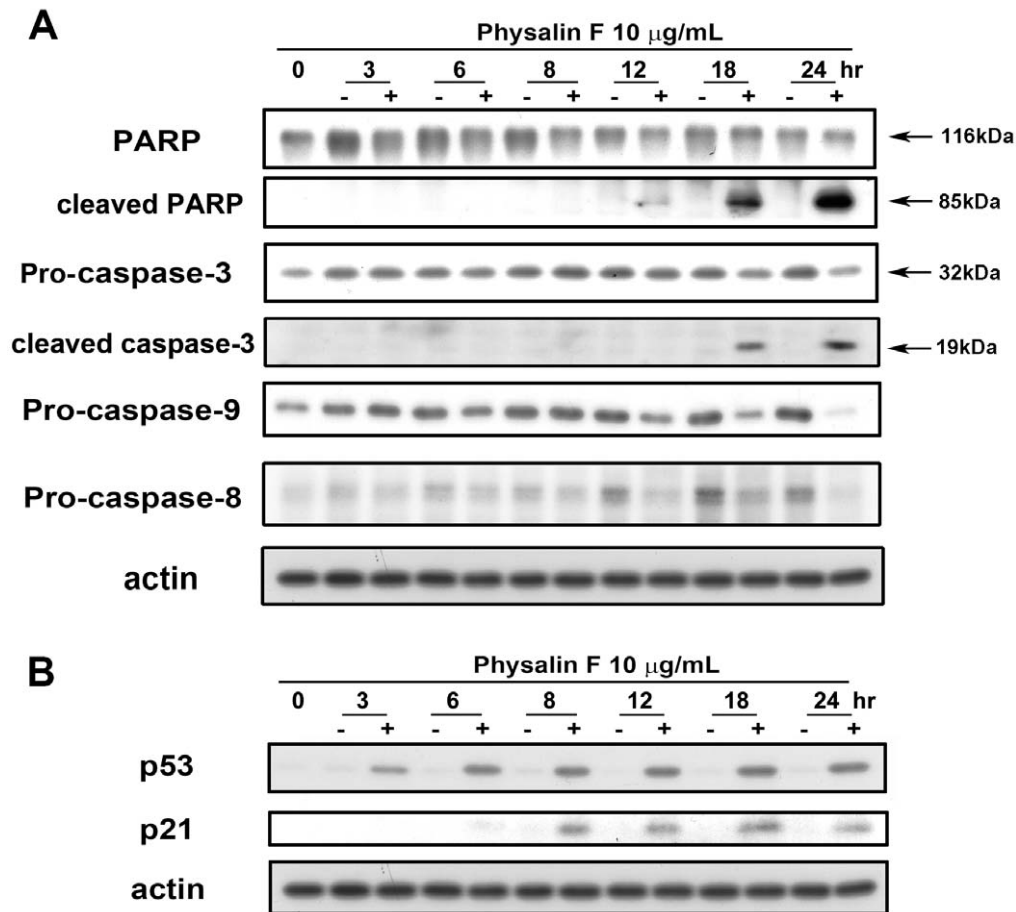 A
Physalin F 10 μg/mL
0 3 6 8 12 18 24 hr
- + - + - + - + - + - +
PARP 116kDa
cleaved PARP 85kDa
Pro-caspase-3 32kDa
cleaved caspase-3 19kDa
Pro-caspase-9
Pro-caspase-8
actin
B
Physalin F 10 μg/mL
0 3 6 8 12 18 24 hr
- + - + - + - + - + - +
p53
p21
actin